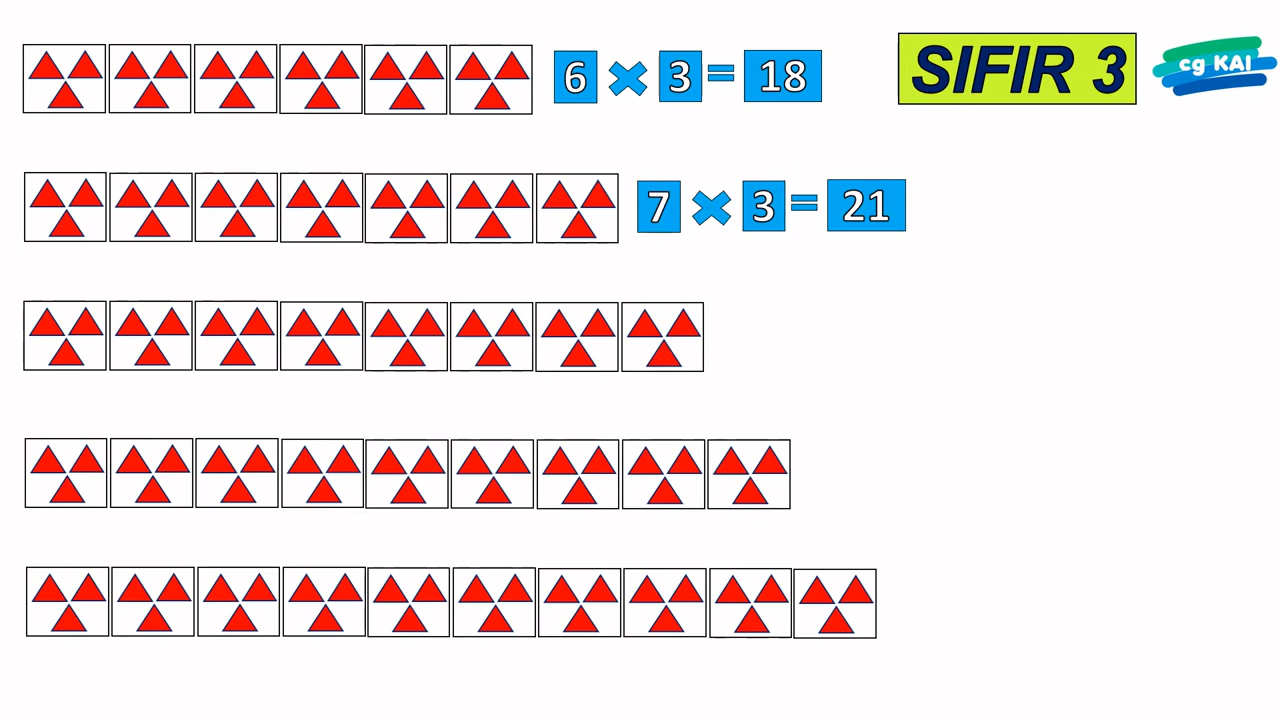 6 × 3 = 18
SIFIR 3
cg KAI
7 × 3 = 21